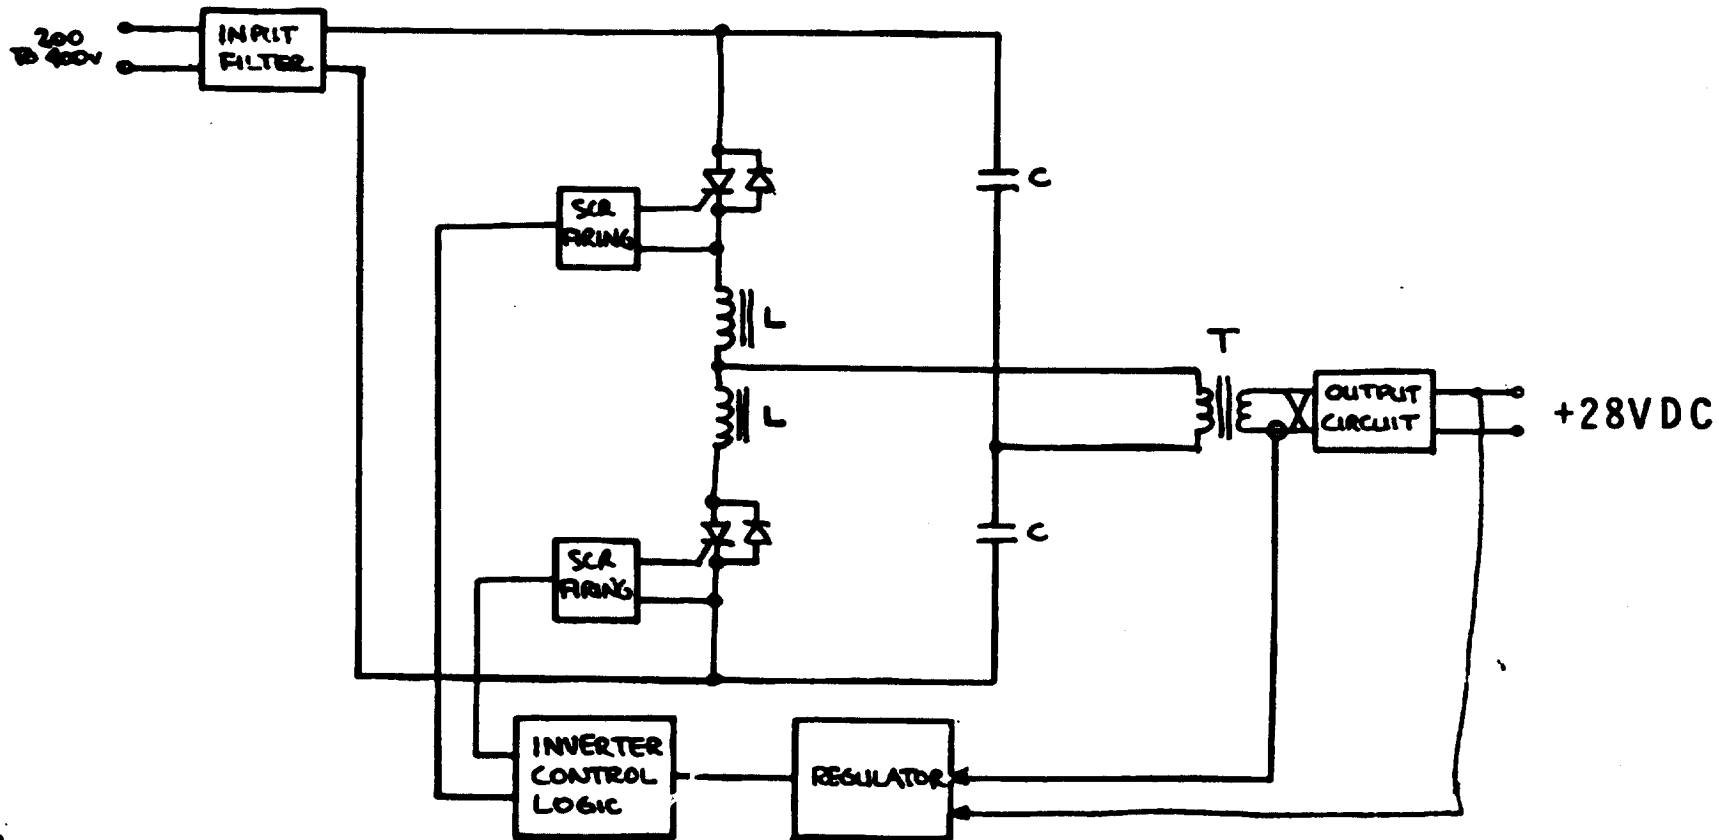 200
TO 400V
INPUT
FILTER
C
SCR
FIRING
L
T
L
OUTPUT
CIRCUIT
+28VDC
C
SCR
FIRING
INVERTER
CONTROL
LOGIC
REGULATOR